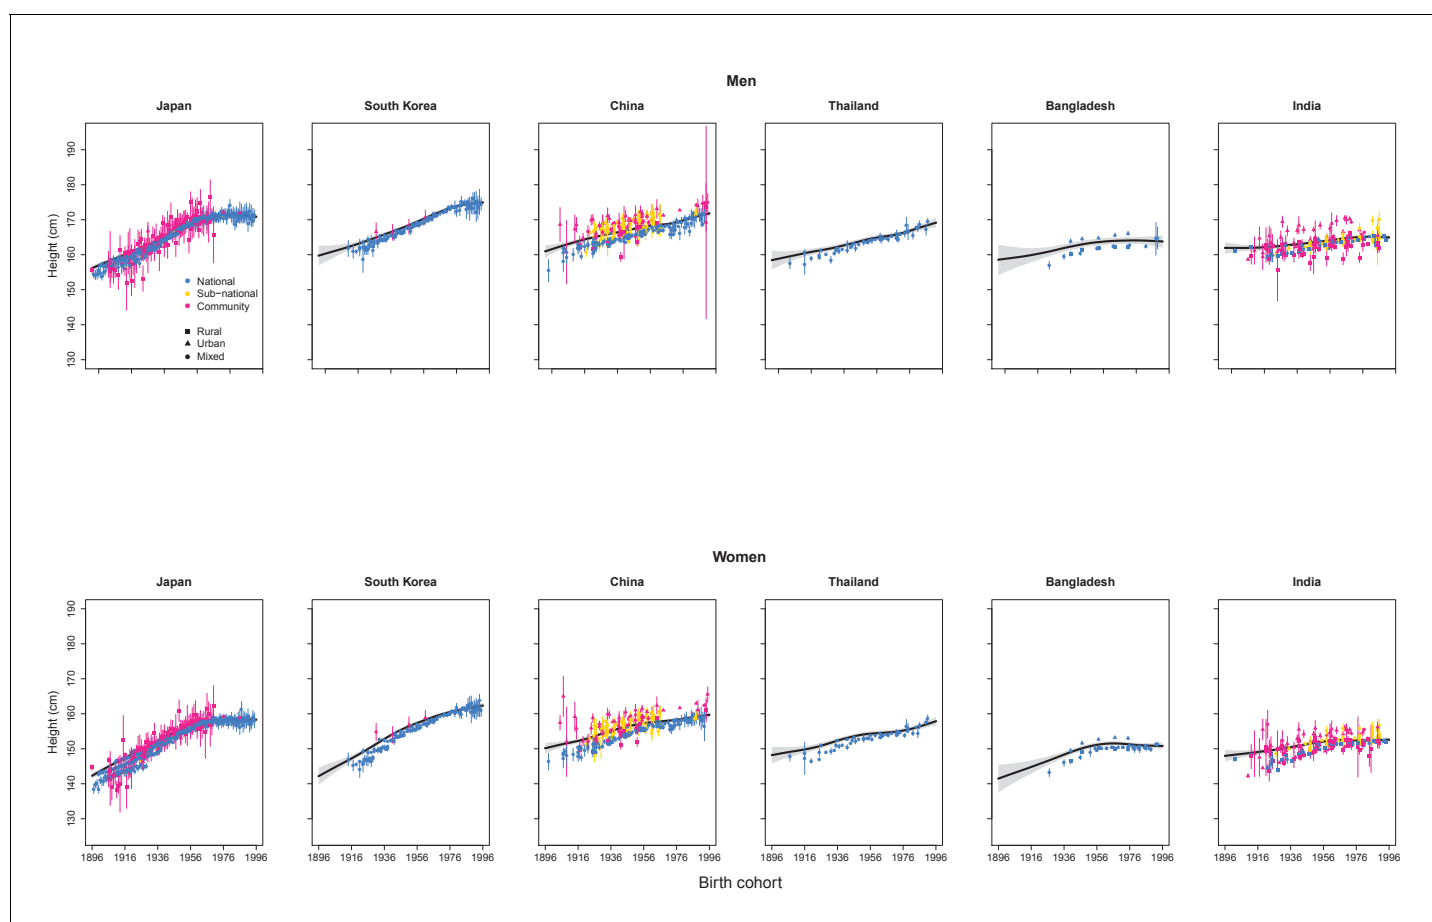 Men
Japan South Korea China Thailand Bangladesh India
Height (cm)
190
180
170
160
150
140
130
National
Sub−national
Community
Rural
Urban
Mixed
Women
Japan South Korea China Thailand Bangladesh India
Height (cm)
190
180
170
160
150
140
130
1896 1916 1936 1956 1976 1996 1896 1916 1936 1956 1976 1996 1896 1916 1936 1956 1976 1996 1896 1916 1936 1956 1976 1996 1896 1916 1936 1956 1976 1996 1896 1916 1936 1956 1976 1996
Birth cohort